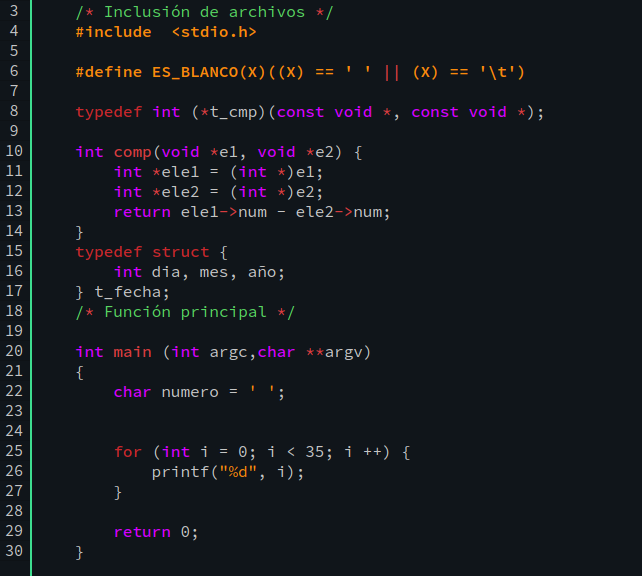 3 /* Inclusión de archivos */
4 #include  <stdio.h>
5
6 #define ES_BLANCO(X)((X) == ' ' || (X) == '\t')
7
8 typedef int (*t_cmp)(const void *, const void *);
9
10 int comp(void *e1, void *e2) {
11     int *ele1 = (int *)e1;
12     int *ele2 = (int *)e2;
13     return ele1->num - ele2->num;
14 }
15 typedef struct {
16     int dia, mes, año;
17 } t_fecha;
18 /* Función principal */
19
20 int main (int argc,char **argv)
21 {
22     char numero = ' ';
23
24
25     for (int i = 0; i < 35; i ++) {
26         printf("%d", i);
27     }
28
29     return 0;
30 }